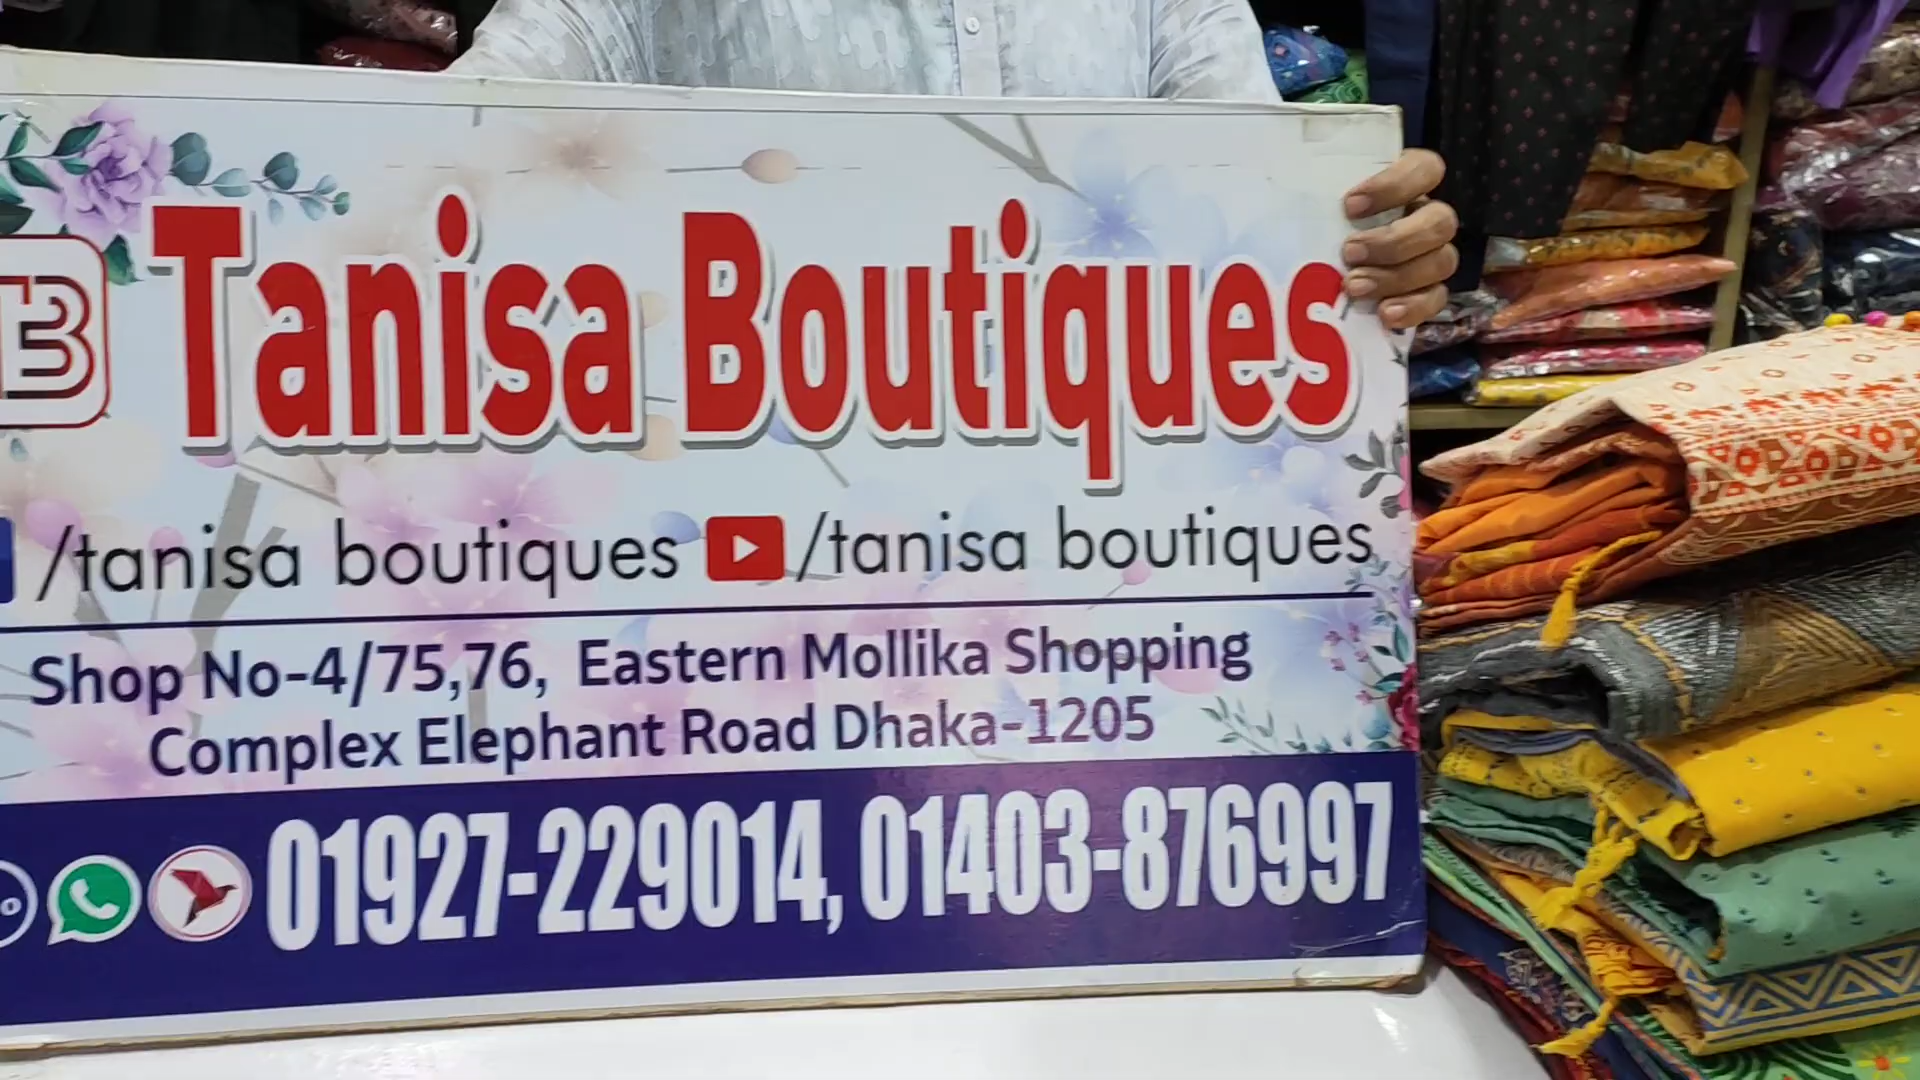 Tanisa Boutiques
/tanisa boutiques /tanisa boutiques
Shop No-4/75,76, Eastern Mollika Shopping
Complex Elephant Road Dhaka-1205
01927-229014, 01403-876997